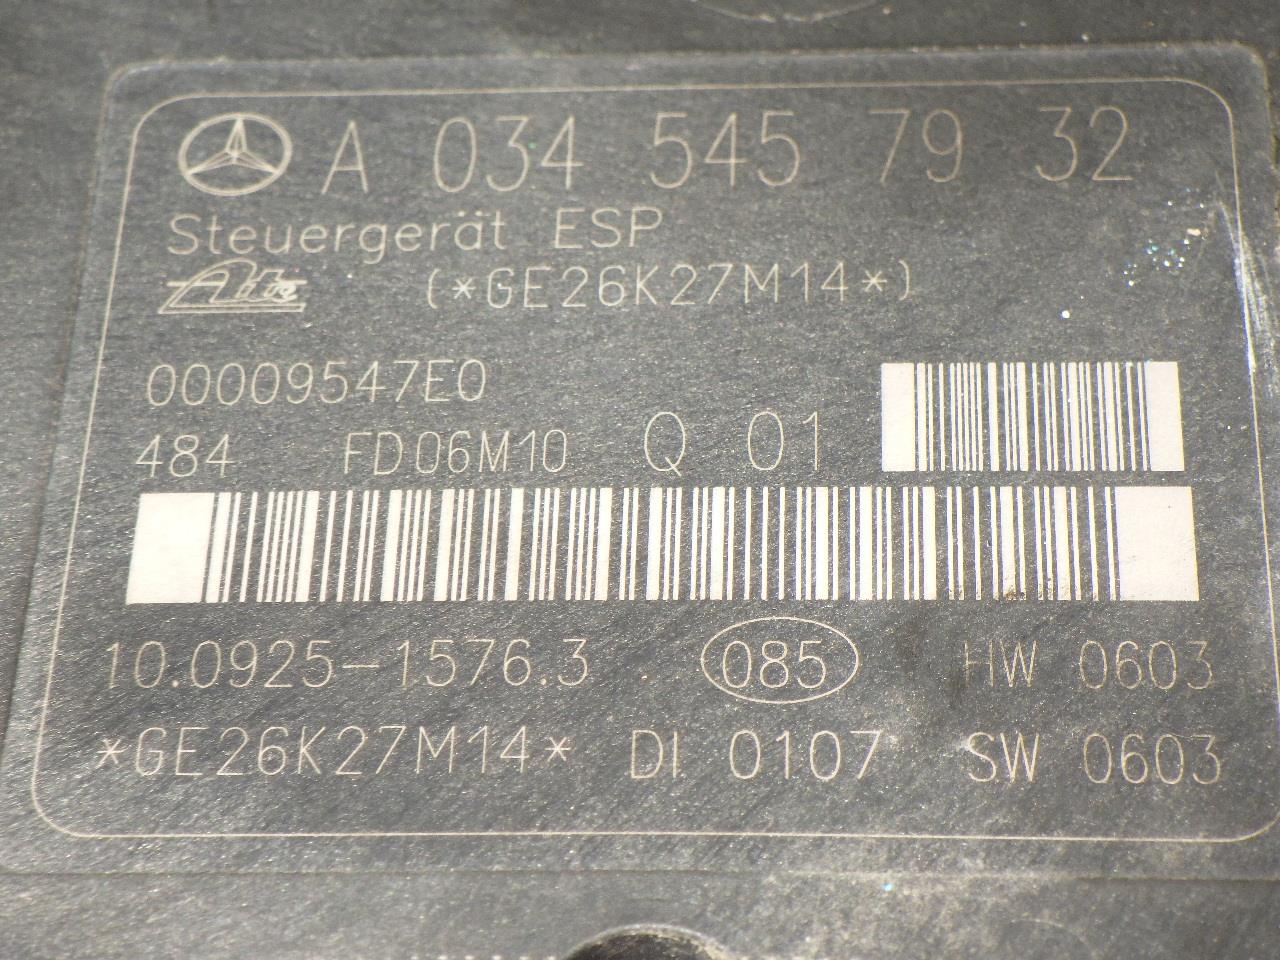 A 034 545 79 32
Steuergerät ESP
Ate (*GE26K27M14*)
00009547E0
484 FD06M10 Q 01
10.0925-1576.3 085 HW 0603
*GE26K27M14* DI 0107 SW 0603